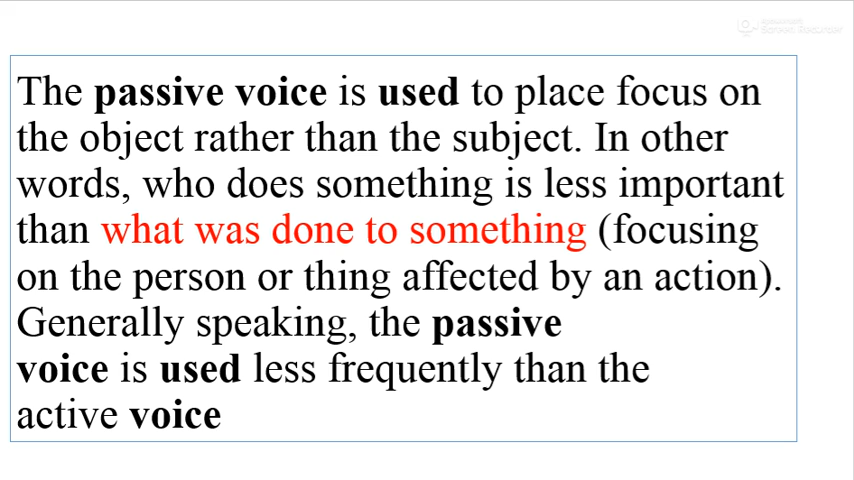 The passive voice is used to place focus on
the object rather than the subject. In other
words, who does something is less important
than what was done to something (focusing
on the person or thing affected by an action).
Generally speaking, the passive
voice is used less frequently than the
active voice